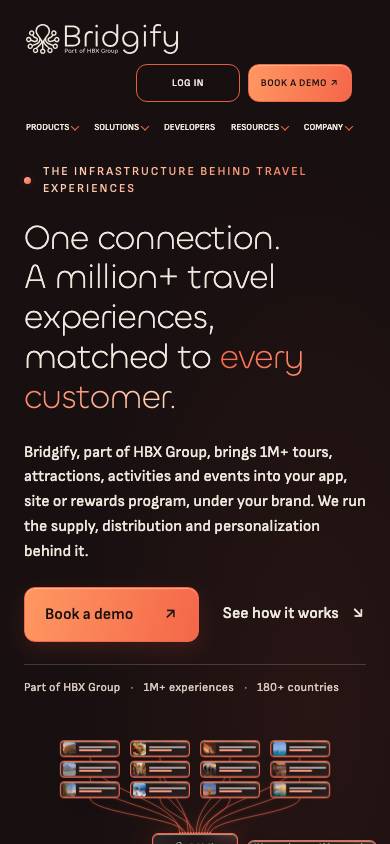 Bridgify
Part of HBX Group
LOG IN
BOOK A DEMO ↗
PRODUCTS
SOLUTIONS
DEVELOPERS
RESOURCES
COMPANY
THE INFRASTRUCTURE BEHIND TRAVEL
EXPERIENCES
One connection.
A million+ travel
experiences,
matched to every
customer.
Bridgify, part of HBX Group, brings 1M+ tours,
attractions, activities and events into your app,
site or rewards program, under your brand. We run
the supply, distribution and personalization
behind it.
Book a demo ↗
See how it works ↘
Part of HBX Group · 1M+ experiences · 180+ countries